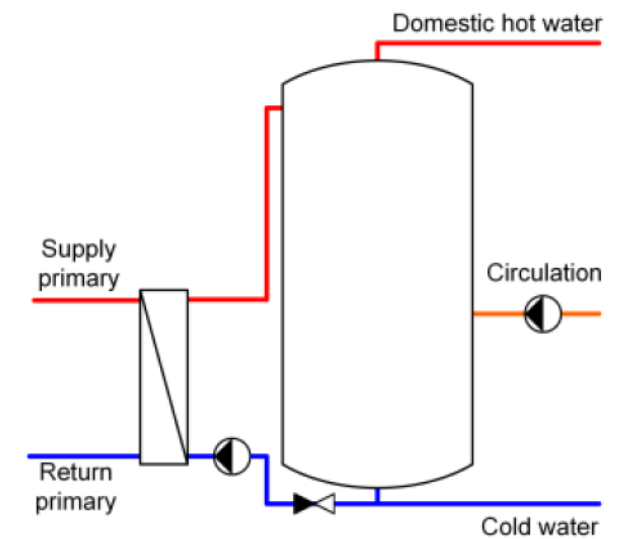 Domestic hot water
Supply
primary
Circulation
Return
primary
Cold water